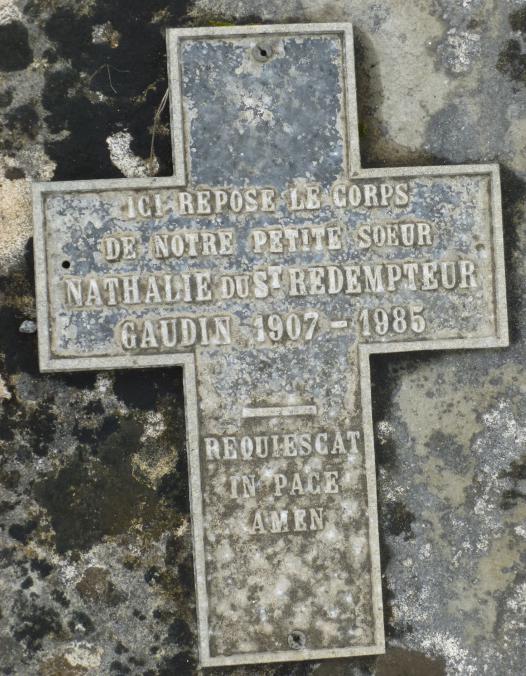 ICI REPOSE LE CORPS
DE NOTRE PETITE SŒUR
NATHALIE DU ST REDEMPTEUR
GAUDIN 1907 - 1985
REQUIESCAT
IN PACE
AMEN